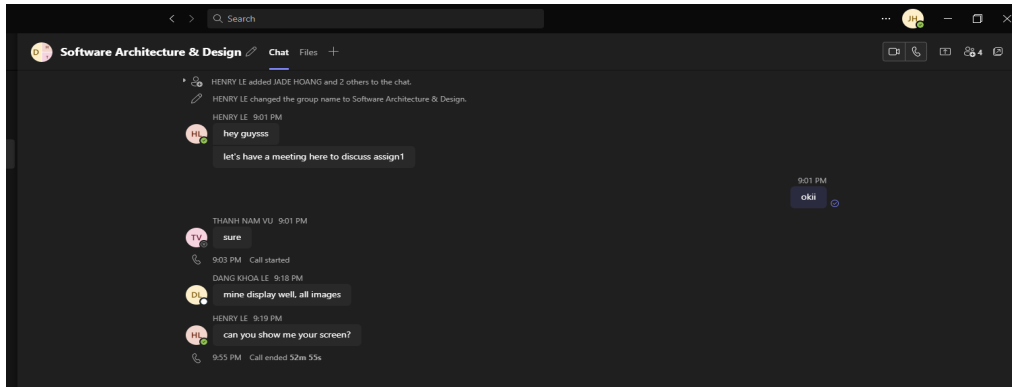 Search
JH
D
Software Architecture & Design
Chat
Files
4
HENRY LE added JADE HOANG and 2 others to the chat.
HENRY LE changed the group name to Software Architecture & Design.
HENRY LE 9:01 PM
HL
hey guysss
let's have a meeting here to discuss assign1
9:01 PM
okii
THANH NAM VU 9:01 PM
TV
sure
9:03 PM Call started
DANG KHOA LE 9:18 PM
DL
mine display well, all images
HENRY LE 9:19 PM
HL
can you show me your screen?
9:55 PM Call ended 52m 55s